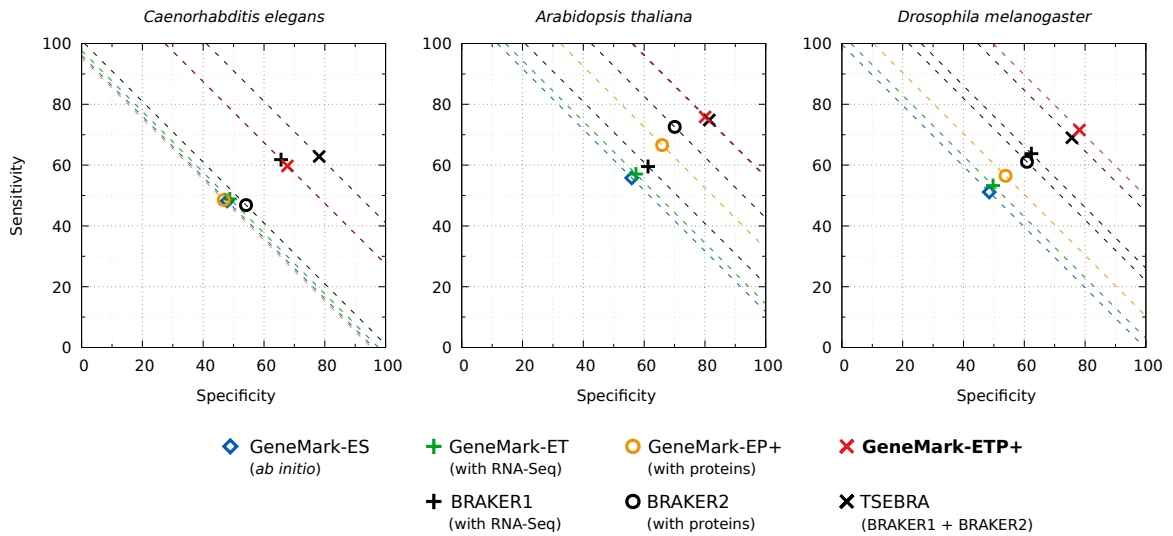 Caenorhabditis elegans
Arabidopsis thaliana
Drosophila melanogaster
Sensitivity
100
80
60
40
20
0
0 20 40 60 80 100
Specificity
100
80
60
40
20
0
0 20 40 60 80 100
Specificity
100
80
60
40
20
0
0 20 40 60 80 100
Specificity
GeneMark-ES
(ab initio)
GeneMark-ET
(with RNA-Seq)
GeneMark-EP+
(with proteins)
GeneMark-ETP+
BRAKER1
(with RNA-Seq)
BRAKER2
(with proteins)
TSEBRA
(BRAKER1 + BRAKER2)